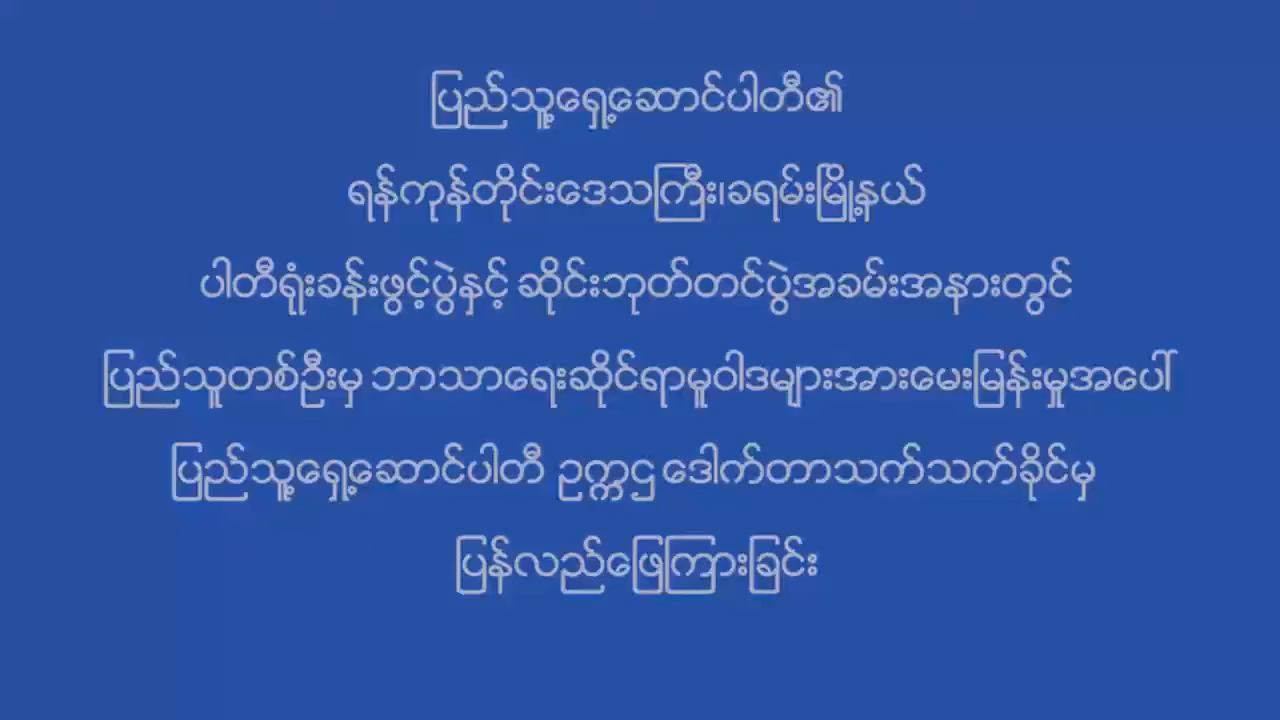 ပြည်သူ့ရှေ့ဆောင်ပါတီ၏
ရန်ကုန်တိုင်းဒေသကြီး၊ခရမ်းမြို့နယ်
ပါတီရုံးခန်းဖွင့်ပွဲနှင့် ဆိုင်းဘုတ်တင်ပွဲအခမ်းအနားတွင်
ပြည်သူတစ်ဦးမှ ဘာသာရေးဆိုင်ရာမူဝါဒများအားမေးမြန်းမှုအပေါ်
ပြည်သူ့ရှေ့ဆောင်ပါတီ ဥက္ကဌ ဒေါက်တာသက်သက်ခိုင်မှ
ပြန်လည်ဖြေကြားခြင်း